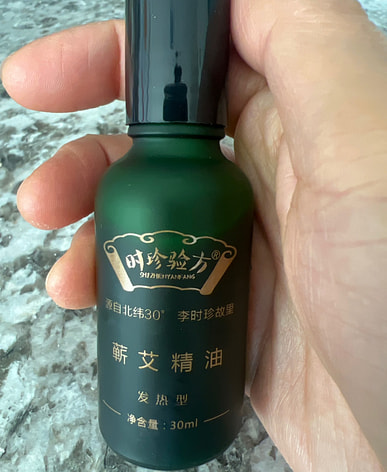 时珍验方®
SHIZHENYANFANG
源自北纬30° 李时珍故里
蕲艾精油
发热型
净含量:30ml